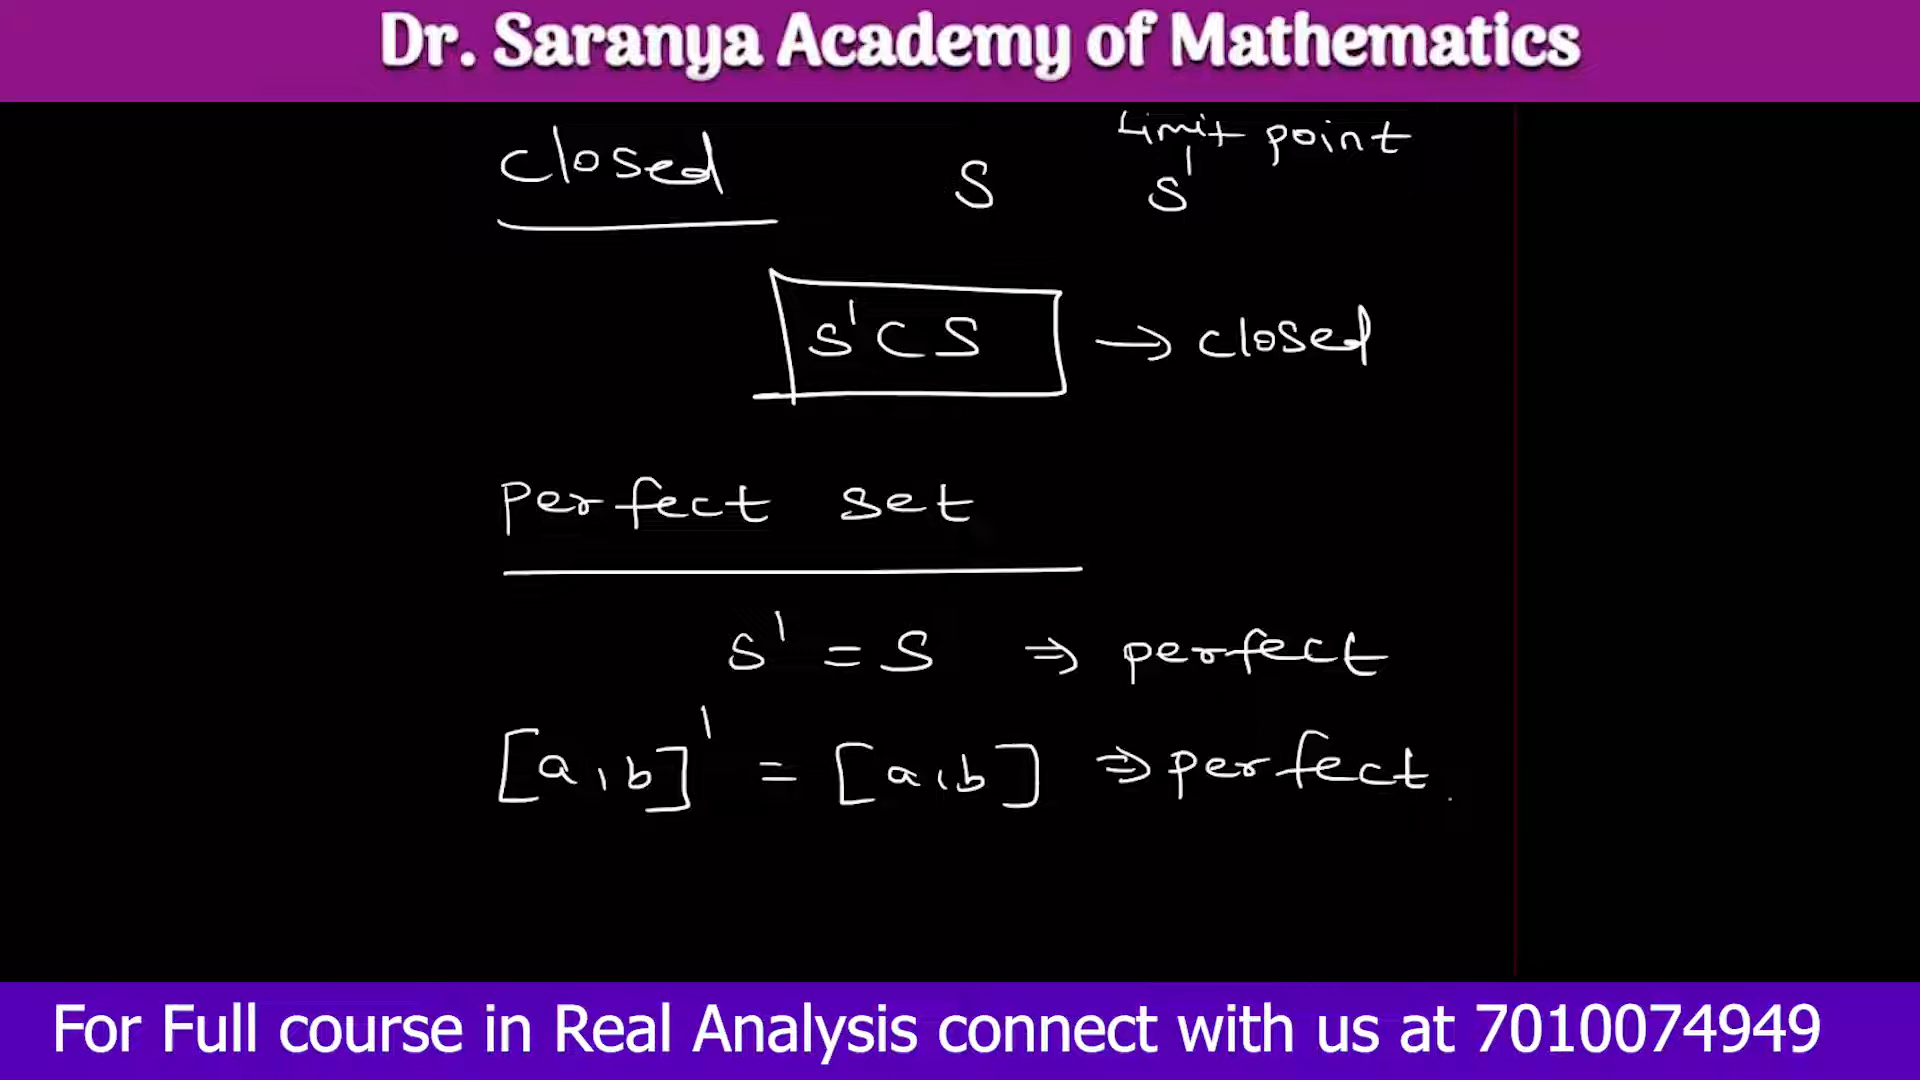 Dr. Saranya Academy of Mathematics
Limit point
closed S S'
S' ⊂ S → closed
perfect set
S' = S ⇒ perfect
[a,b]' = [a,b] ⇒ perfect.
For Full course in Real Analysis connect with us at 7010074949